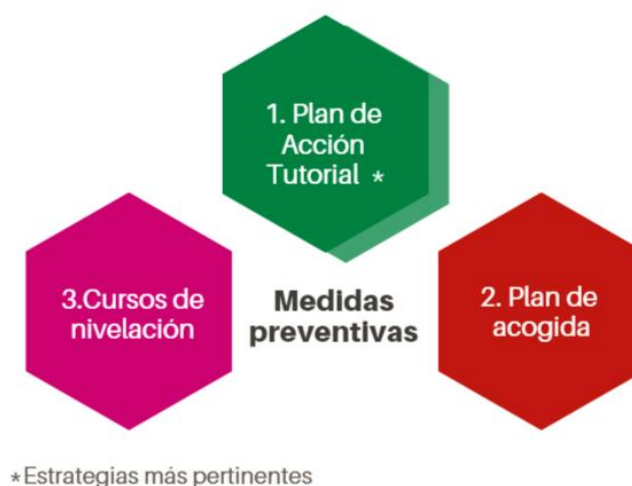 1. Plan de
Acción
Tutorial *
3.Cursos de
nivelación
Medidas
preventivas
2. Plan de
acogida
*Estrategias más pertinentes